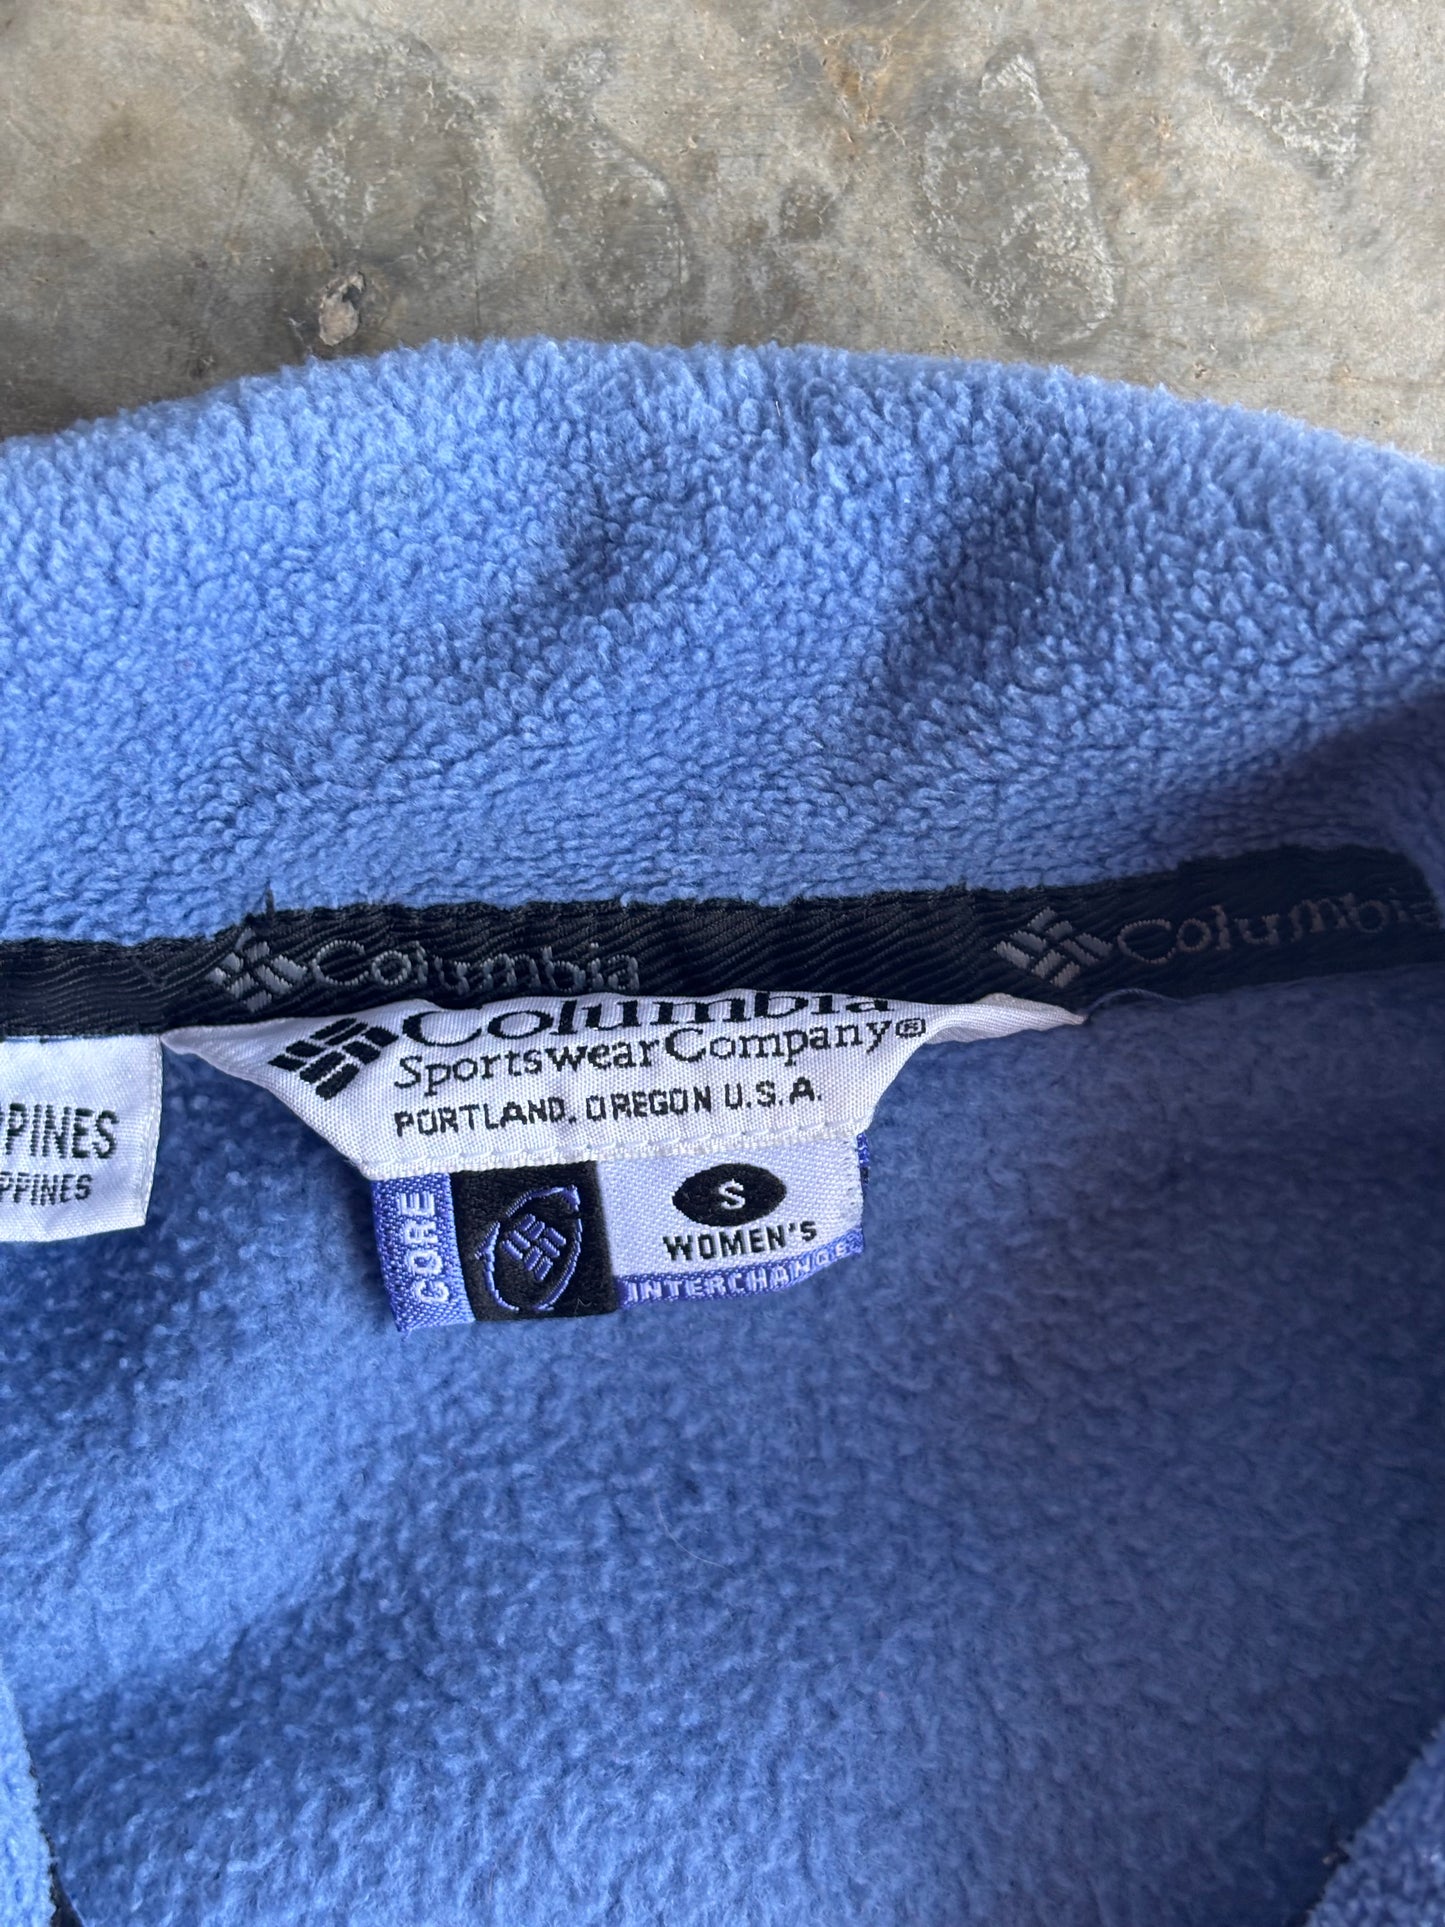 Columbia Columbia
Columbia
Sportswear Company®
PORTLAND, OREGON U.S.A.
PPINES
PPINES
CORE
S
WOMEN'S
INTERCHANGE